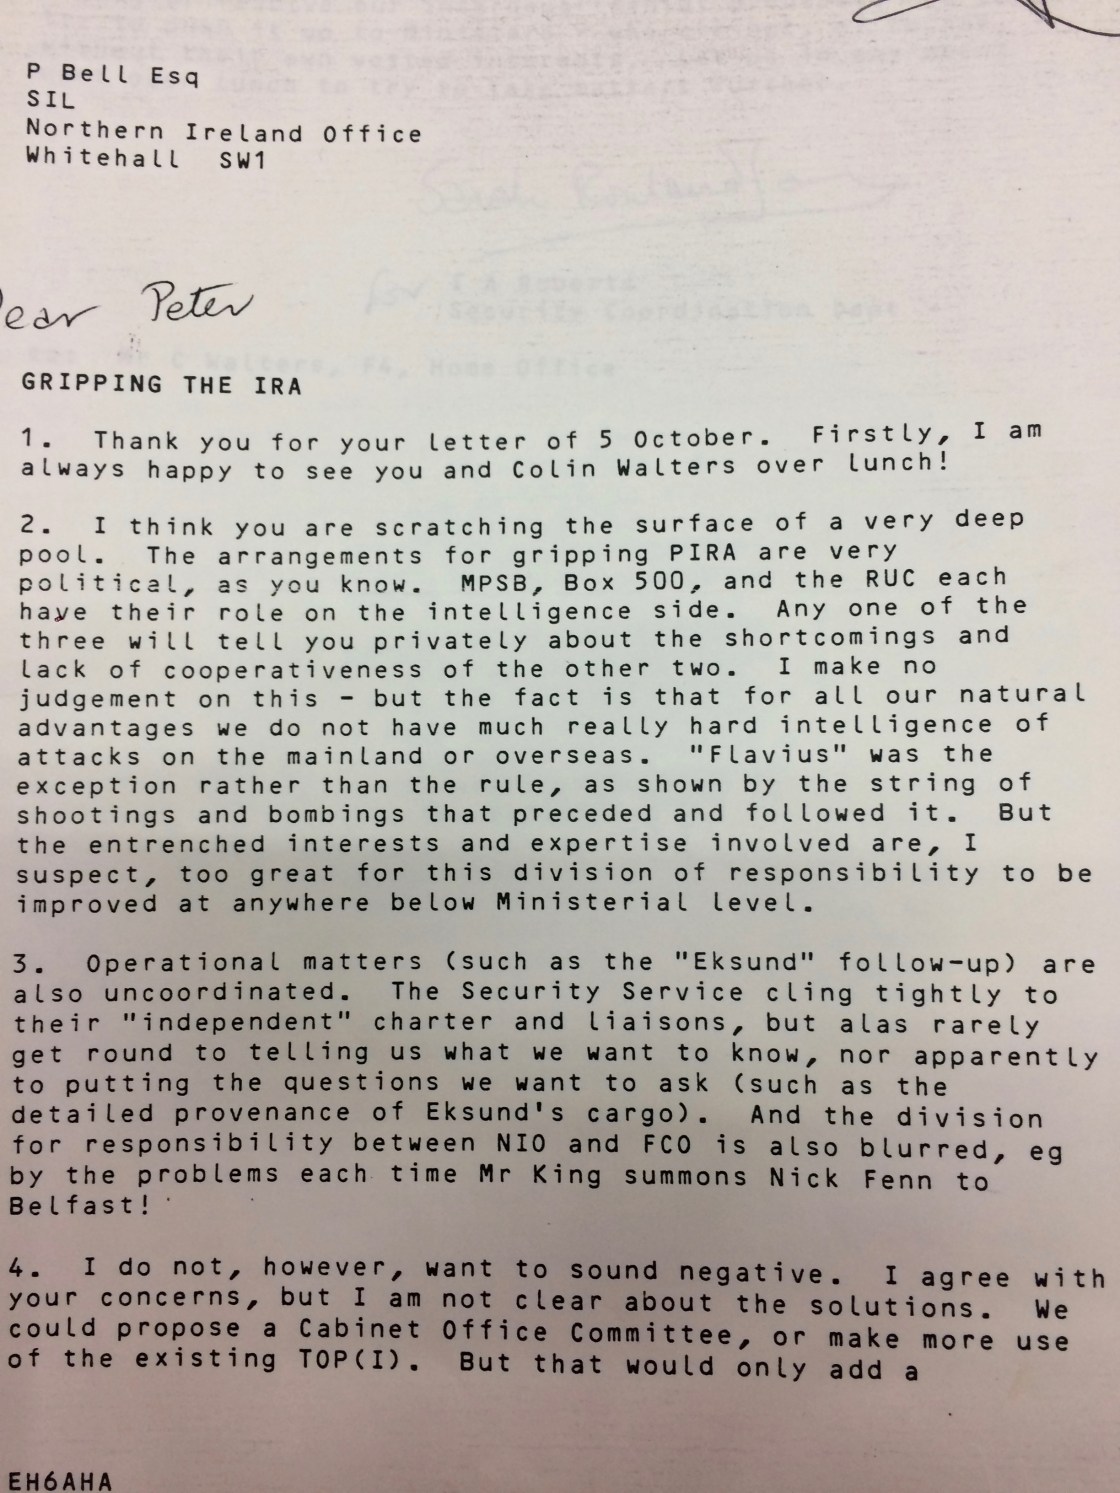 P Bell Esq
SIL
Northern Ireland Office
Whitehall SW1
ear Peter
GRIPPING THE IRA
1. Thank you for your letter of 5 October. Firstly, I am
always happy to see you and Colin Walters over lunch!
2. I think you are scratching the surface of a very deep
pool. The arrangements for gripping PIRA are very
political, as you know. MPSB, Box 500, and the RUC each
have their role on the intelligence side. Any one of the
three will tell you privately about the shortcomings and
lack of cooperativeness of the other two. I make no
judgement on this - but the fact is that for all our natural
advantages we do not have much really hard intelligence of
attacks on the mainland or overseas. "Flavius" was the
exception rather than the rule, as shown by the string of
shootings and bombings that preceded and followed it. But
the entrenched interests and expertise involved are, I
suspect, too great for this division of responsibility to be
improved at anywhere below Ministerial level.
3. Operational matters (such as the "Eksund" follow-up) are
also uncoordinated. The Security Service cling tightly to
their "independent" charter and liaisons, but alas rarely
get round to telling us what we want to know, nor apparently
to putting the questions we want to ask (such as the
detailed provenance of Eksund's cargo). And the division
for responsibility between NIO and FCO is also blurred, eg
by the problems each time Mr King summons Nick Fenn to
Belfast!
4. I do not, however, want to sound negative. I agree with
your concerns, but I am not clear about the solutions. We
could propose a Cabinet Office Committee, or make more use
of the existing TOP(I). But that would only add a
EH6AHA